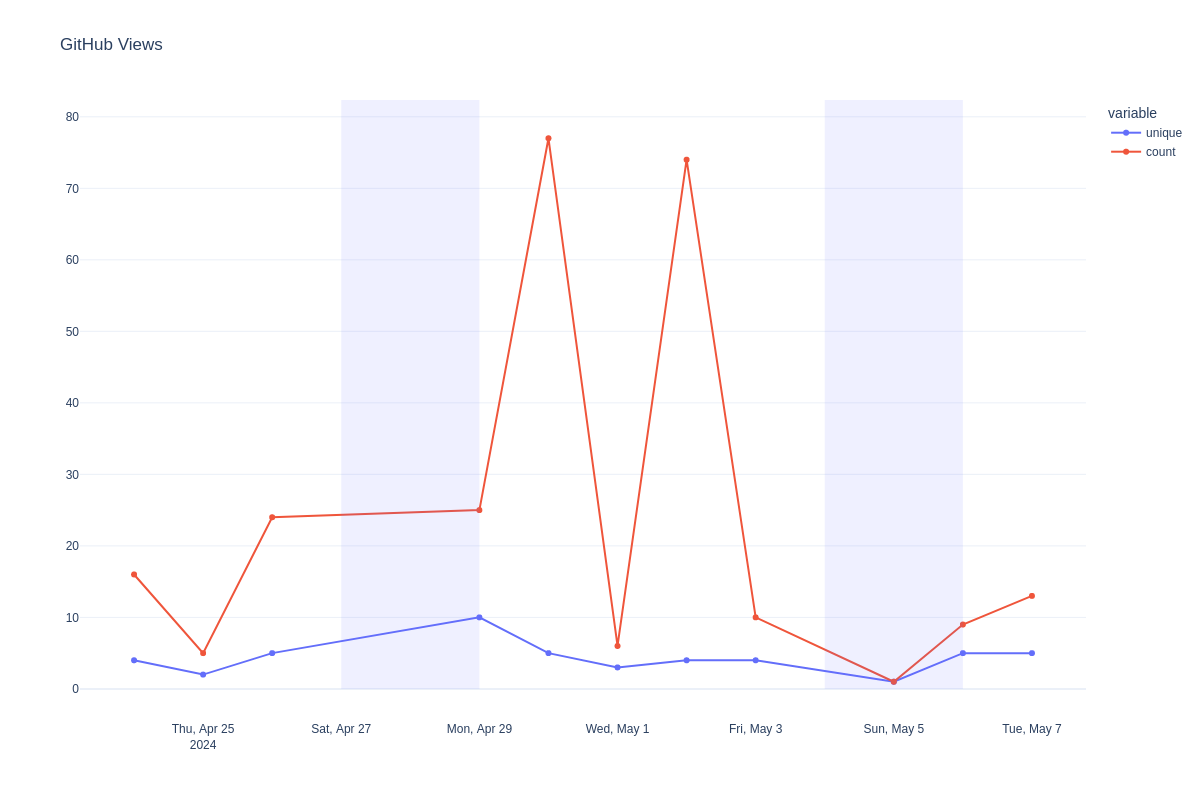 GitHub Views
variable
unique
count
80
70
60
50
40
30
20
10
0
Thu, Apr 25
2024
Sat, Apr 27
Mon, Apr 29
Wed, May 1
Fri, May 3
Sun, May 5
Tue, May 7